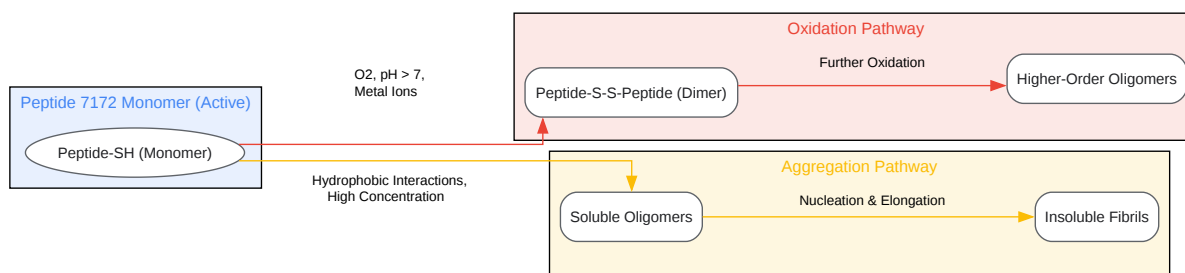 Peptide 7172 Monomer (Active)
Peptide-SH (Monomer)
O2, pH > 7,
Metal Ions
Hydrophobic Interactions,
High Concentration
Oxidation Pathway
Peptide-S-S-Peptide (Dimer)
Further Oxidation
Higher-Order Oligomers
Aggregation Pathway
Soluble Oligomers
Nucleation & Elongation
Insoluble Fibrils